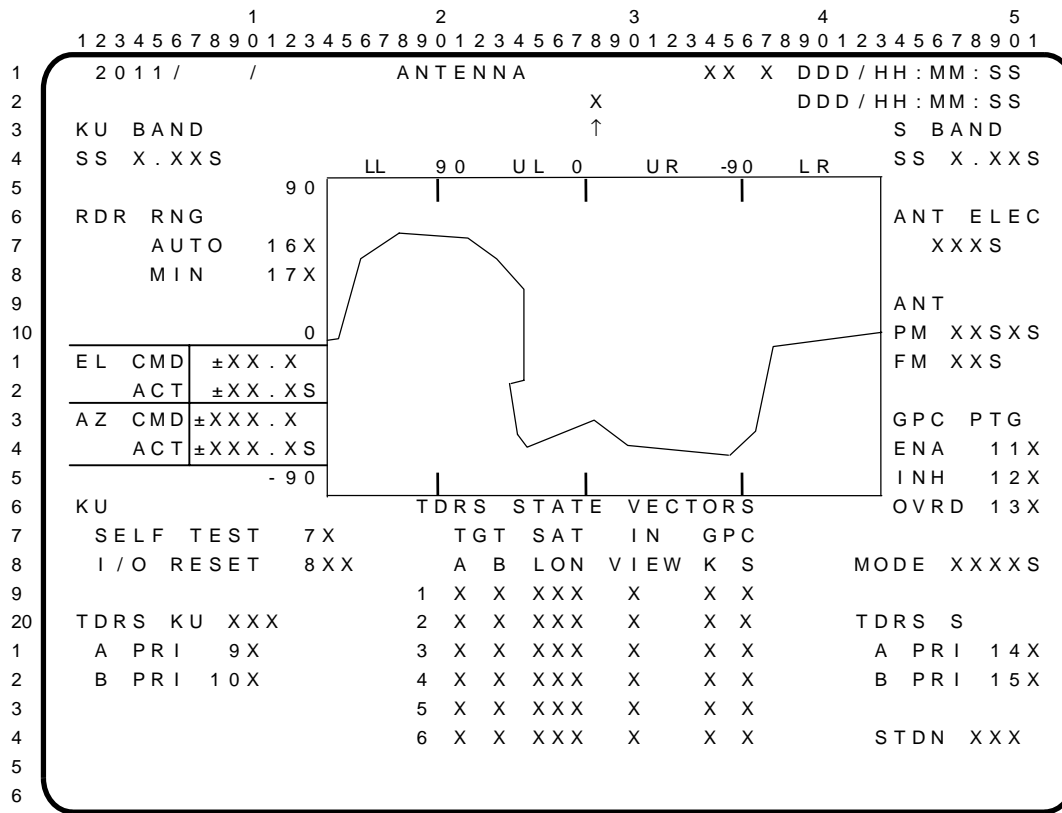 1 2 3 4 5
1 2 3 4 5 6 7 8 9 0 1 2 3 4 5 6 7 8 9 0 1 2 3 4 5 6 7 8 9 0 1 2 3 4 5 6 7 8 9 0 1 2 3 4 5 6 7 8 9 0 1
1 2011/ / ANTENNA XX X DDD/HH:MM:SS
2 X DDD/HH:MM:SS
3 KU BAND ↑ S BAND
4 SS X.XXS LL 90 UL 0 UR -90 LR SS X.XXS
5 90
6 RDR RNG ANT ELEC
7 AUTO 16X XXXS
8 MIN 17X
9 ANT
10 0 PM XXSXS
1 EL CMD ±XX.X FM XXS
2 ACT ±XX.XS
3 AZ CMD ±XXX.X GPC PTG
4 ACT ±XXX.XS ENA 11X
5 -90 INH 12X
6 KU TDRS STATE VECTORS OVRD 13X
7 SELF TEST 7X TGT SAT IN GPC
8 I/O RESET 8XX A B LON VIEW K S MODE XXXXS
9 1 X X XXX X X X
20 TDRS KU XXX 2 X X XXX X X X TDRS S
1 A PRI 9X 3 X X XXX X X X A PRI 14X
2 B PRI 10X 4 X X XXX X X X B PRI 15X
3 5 X X XXX X X X
4 6 X X XXX X X X STDN XXX
5
6